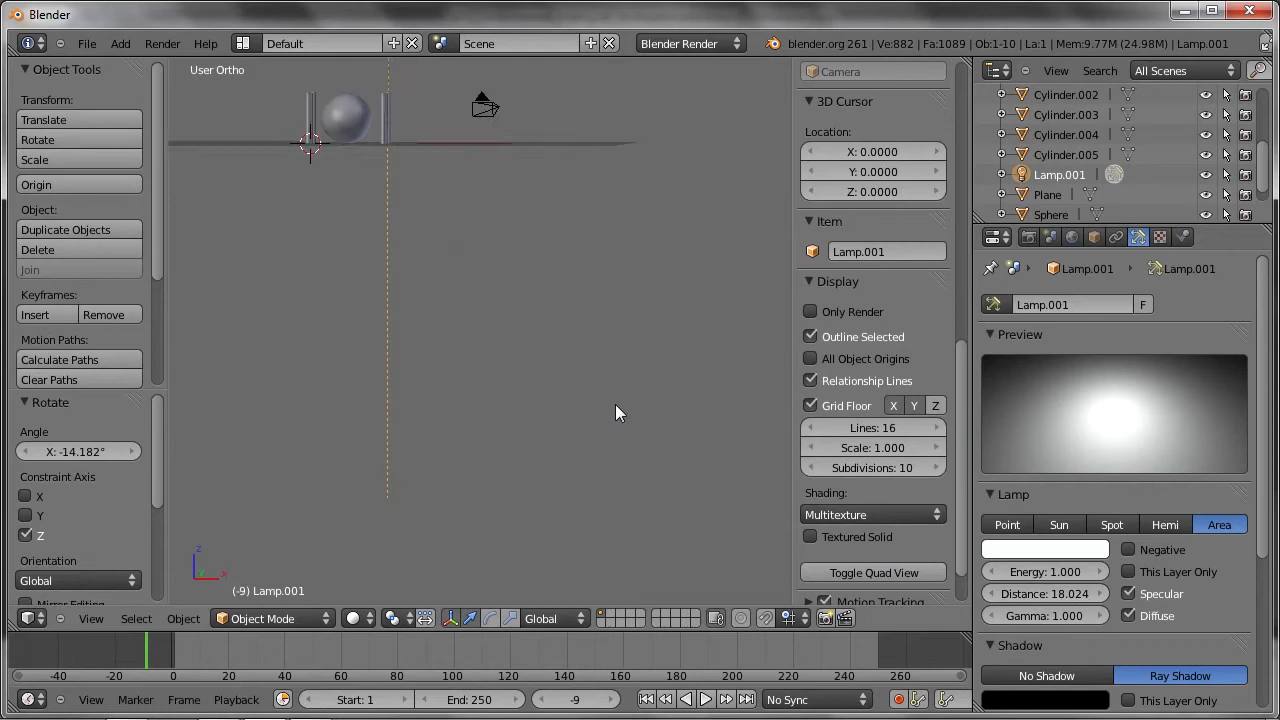 Blender
File Add Render Help Default Scene Blender Render blender.org 261 | Ve:882 | Fa:1089 | Ob:1-10 | La:1 | Mem:9.77M (24.98M) | Lamp.001
Object Tools
Transform:
Translate
Rotate
Scale
Origin
Object:
Duplicate Objects
Delete
Join
Keyframes:
Insert Remove
Motion Paths:
Calculate Paths
Clear Paths
Rotate
Angle
X: -14.182°
Constraint Axis
X
Y
Z
Orientation
Global
User Ortho
z
x
(-9) Lamp.001
Camera
3D Cursor
Location:
X: 0.0000
Y: 0.0000
Z: 0.0000
Item
Lamp.001
Display
Only Render
Outline Selected
All Object Origins
Relationship Lines
Grid Floor X Y Z
Lines: 16
Scale: 1.000
Subdivisions: 10
Shading:
Multitexture
Textured Solid
Toggle Quad View
Motion Tracking
View Search All Scenes
Cylinder.002
Cylinder.003
Cylinder.004
Cylinder.005
Lamp.001
Plane
Sphere
Lamp.001 Lamp.001
Lamp.001 F
Preview
Lamp
Point Sun Spot Hemi Area
Negative
Energy: 1.000 This Layer Only
Distance: 18.024 Specular
Gamma: 1.000 Diffuse
Shadow
No Shadow Ray Shadow
This Layer Only
View Select Object Object Mode Global
-40 -20 0 20 40 60 80 100 120 140 160 180 200 220 240 260
View Marker Frame Playback Start: 1 End: 250 -9 No Sync